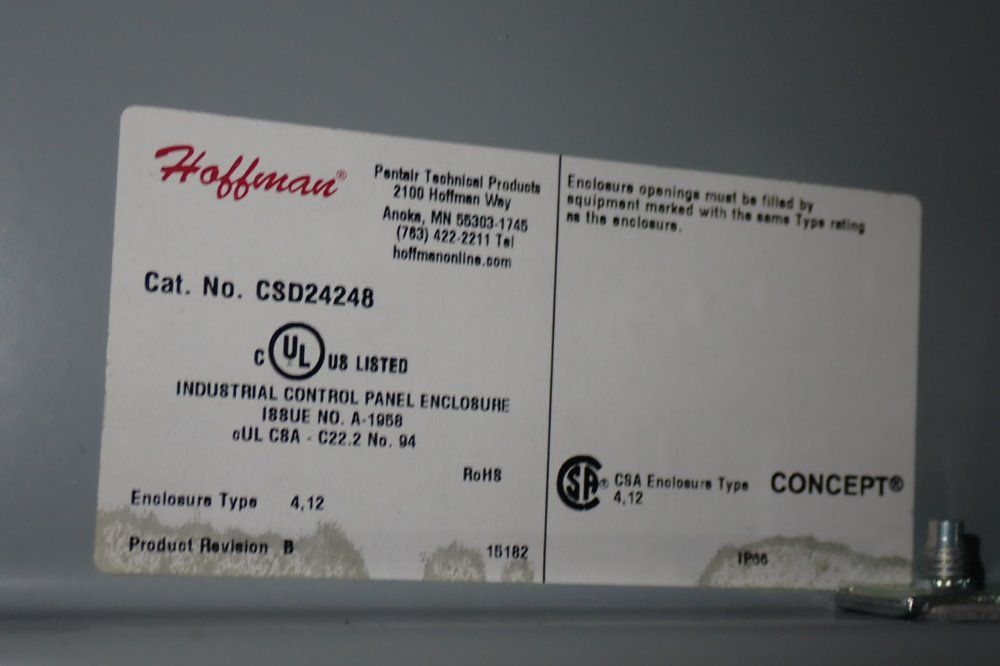 Hoffman®
Pentair Technical Products
2100 Hoffman Way
Anoka, MN 55303-1745
(763) 422-2211 Tel
hoffmanonline.com
Cat. No. CSD24248
C UL US LISTED
INDUSTRIAL CONTROL PANEL ENCLOSURE
ISSUE NO. A-1958
cUL CSA - C22.2 No. 94
RoHS
Enclosure Type 4,12
Product Revision B 15182
Enclosure openings must be filled by
equipment marked with the same Type rating
as the enclosure.
SA® CSA Enclosure Type
4,12
CONCEPT®
IP66